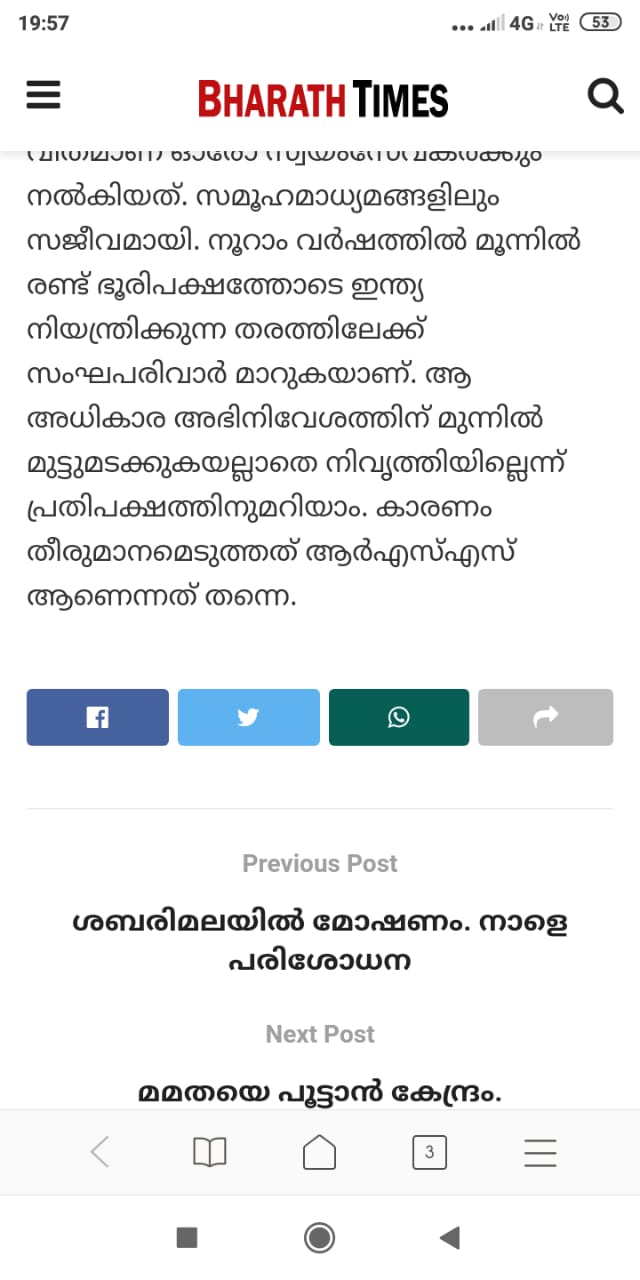 19:57
4G
Vo))
LTE
53
BHARATH TIMES
നൽകിയത്. സമൂഹമാധ്യമങ്ങളിലും
സജീവമായി. നൂറാം വർഷത്തിൽ മൂന്നിൽ
രണ്ട് ഭൂരിപക്ഷത്തോടെ ഇന്ത്യ
നിയന്ത്രിക്കുന്ന തരത്തിലേക്ക്
സംഘപരിവാർ മാറുകയാണ്. ആ
അധികാര അഭിനിവേശത്തിന് മുന്നിൽ
മുട്ടുമടക്കുകയല്ലാതെ നിവൃത്തിയില്ലെന്ന്
പ്രതിപക്ഷത്തിനുമറിയാം. കാരണം
തീരുമാനമെടുത്തത് ആർഎസ്എസ്
ആണെന്നത് തന്നെ.
Previous Post
ശബരിമലയിൽ മോഷണം. നാളെ
പരിശോധന
Next Post
മമതയെ പൂട്ടാൻ കേന്ദ്രം.
3